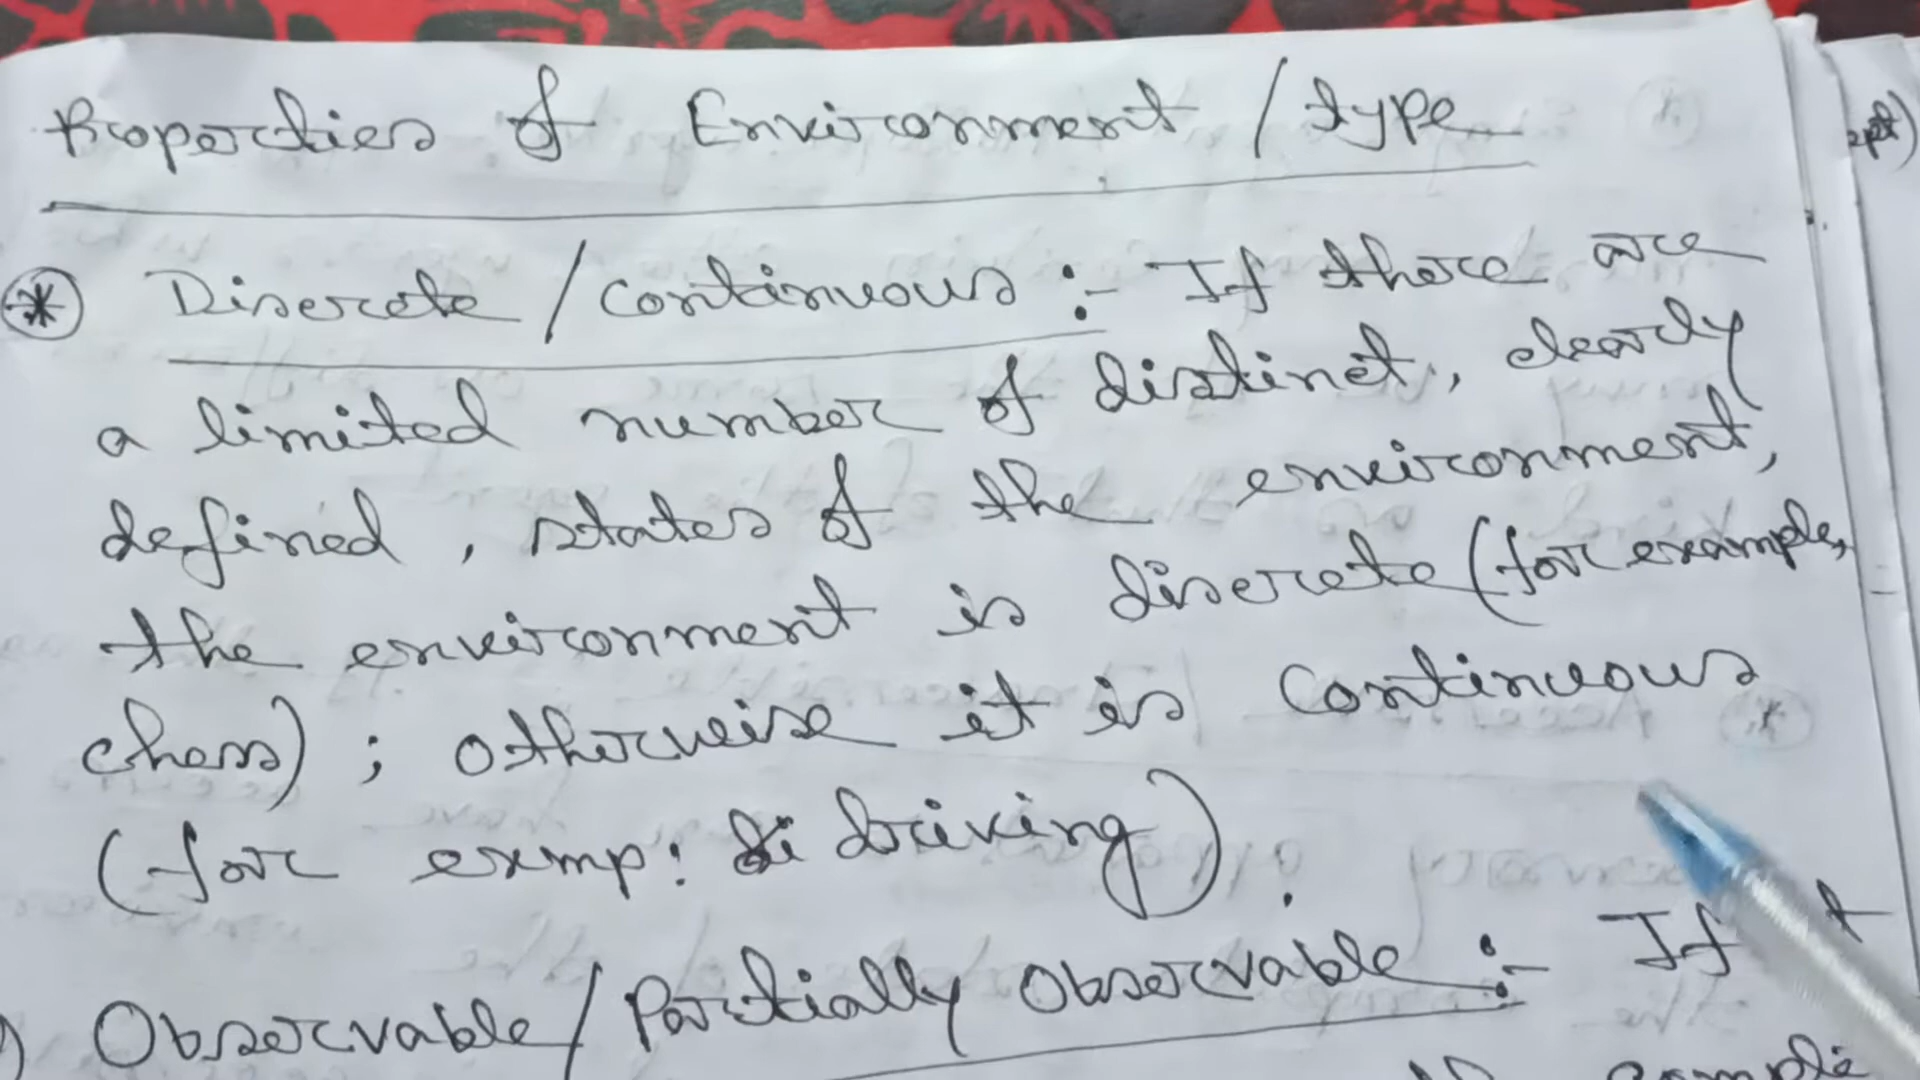 Properties of Environment / type
* Discrete / Continuous :- If there are
a limited number of distinct, clearly
defined, states of the environment,
the environment is discrete (for example,
chess) ; otherwise it is continuous
(for exmp: driving).
Observable / Partially Observable :- If